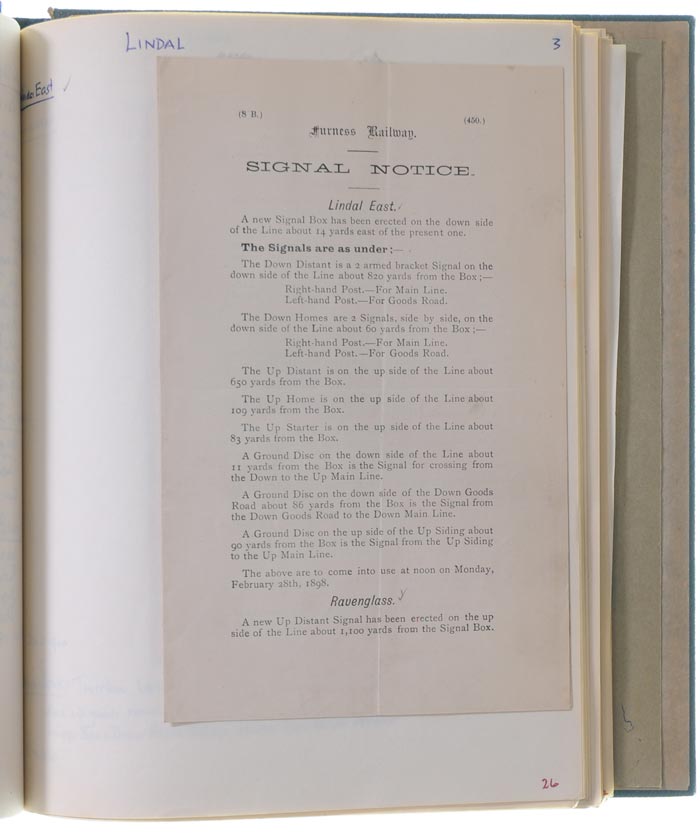 LINDAL
3
East ✓
(8 B.)
(450.)
Furness Railway.
SIGNAL NOTICE.
Lindal East. ✓
A new Signal Box has been erected on the down side
of the Line about 14 yards east of the present one.
The Signals are as under:—
The Down Distant is a 2 armed bracket Signal on the
down side of the Line about 820 yards from the Box;—
Right-hand Post.—For Main Line.
Left-hand Post.—For Goods Road.
The Down Homes are 2 Signals, side by side, on the
down side of the Line about 60 yards from the Box;—
Right-hand Post.—For Main Line.
Left-hand Post.—For Goods Road.
The Up Distant is on the up side of the Line about
650 yards from the Box.
The Up Home is on the up side of the Line about
109 yards from the Box.
The Up Starter is on the up side of the Line about
83 yards from the Box.
A Ground Disc on the down side of the Line about
11 yards from the Box is the Signal for crossing from
the Down to the Up Main Line.
A Ground Disc on the down side of the Down Goods
Road about 86 yards from the Box is the Signal from
the Down Goods Road to the Down Main Line.
A Ground Disc on the up side of the Up Siding about
90 yards from the Box is the Signal from the Up Siding
to the Up Main Line.
The above are to come into use at noon on Monday,
February 28th, 1898.
Ravenglass. ✓
A new Up Distant Signal has been erected on the up
side of the Line about 1,100 yards from the Signal Box.
26